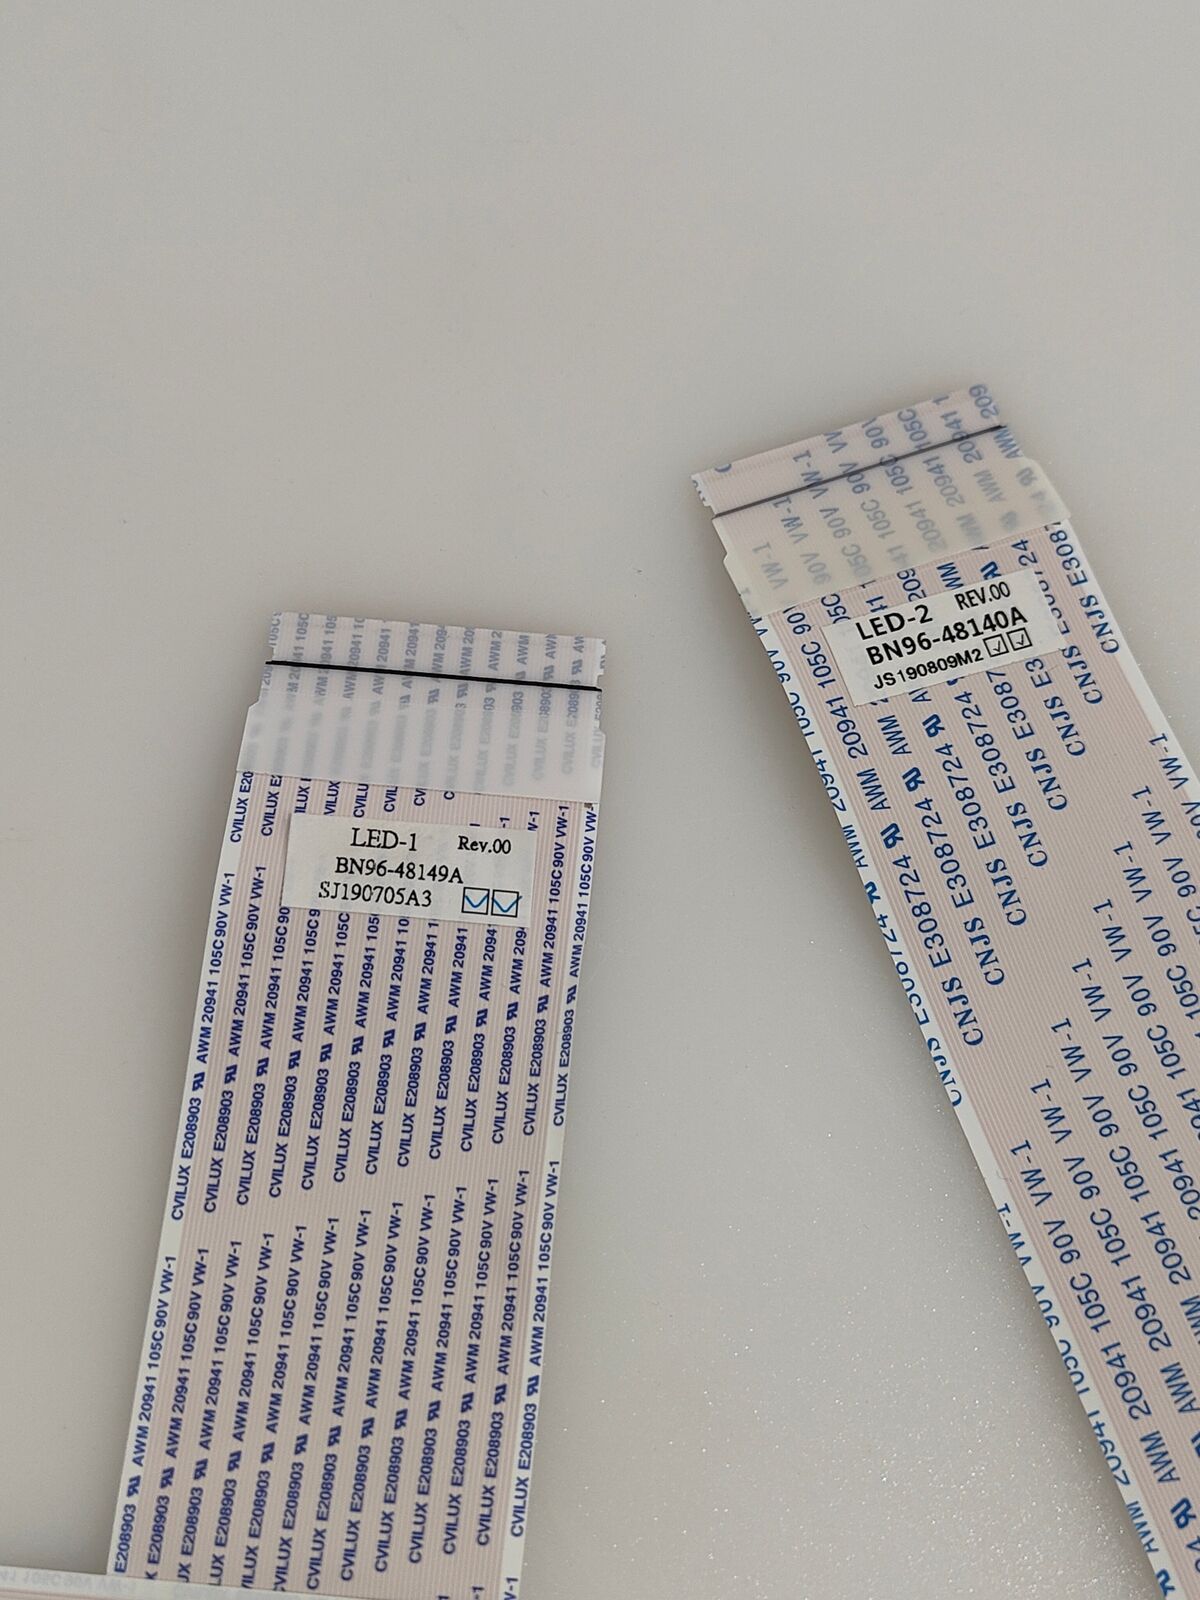 LED-1 Rev.00
BN96-48149A
SJ190705A3
CVILUX E208903 AWM 20941 105C 90V VW-1
LED-2 REV.00
BN96-48140A
JS190809M2
CNJS E308724 AWM 20941 105C 90V VW-1